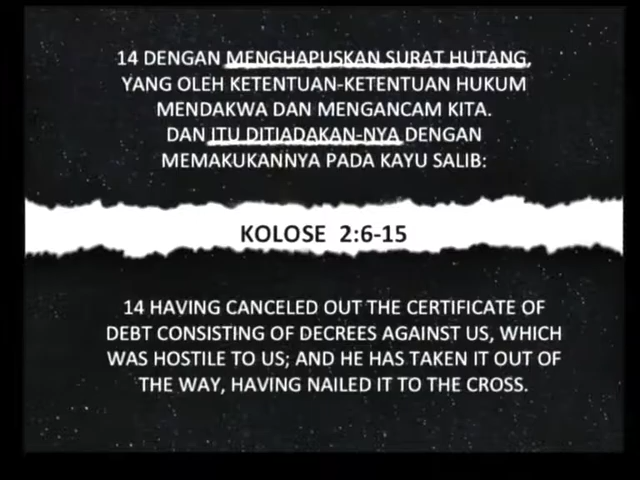 14 DENGAN MENGHAPUSKAN SURAT HUTANG,
YANG OLEH KETENTUAN-KETENTUAN HUKUM
MENDAKWA DAN MENGANCAM KITA.
DAN ITU DITIADAKAN-NYA DENGAN
MEMAKUKANNYA PADA KAYU SALIB:
KOLOSE 2:6-15
14 HAVING CANCELED OUT THE CERTIFICATE OF
DEBT CONSISTING OF DECREES AGAINST US, WHICH
WAS HOSTILE TO US; AND HE HAS TAKEN IT OUT OF
THE WAY, HAVING NAILED IT TO THE CROSS.